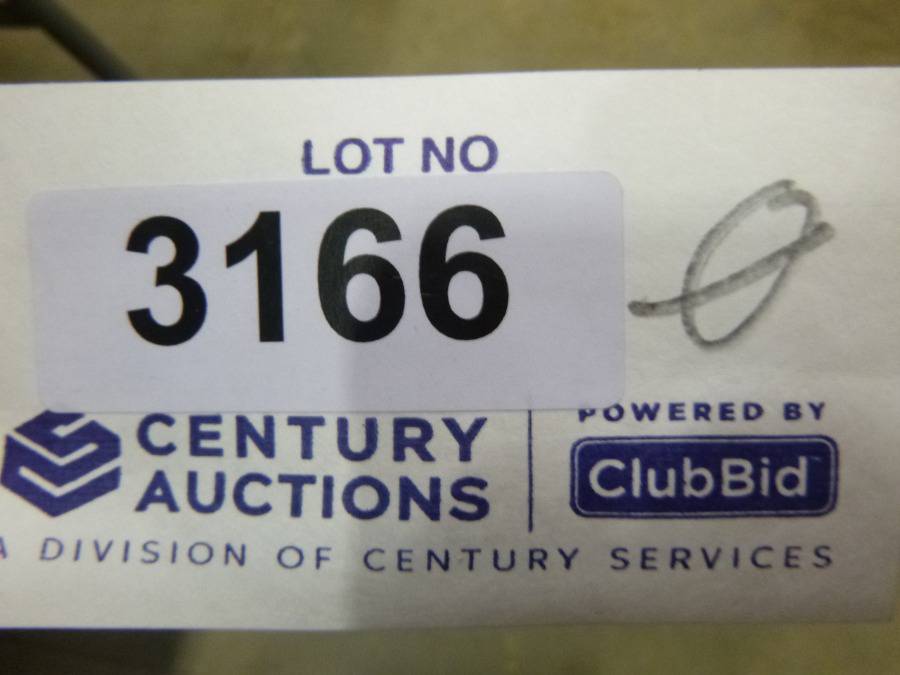 LOT NO
3166
CENTURY
AUCTIONS
POWERED BY
ClubBid
A DIVISION OF CENTURY SERVICES